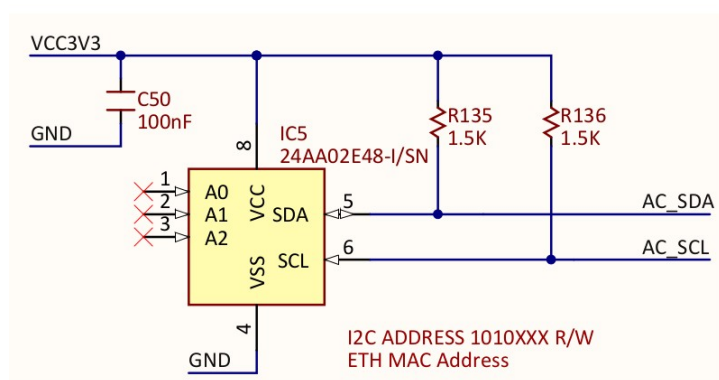 VCC3V3
C50
100nF
GND
IC5
24AA02E48-I/SN
R135
1.5K
R136
1.5K
8
1
2
3
A0
A1
A2
VCC
SDA
SCL
VSS
5
6
AC_SDA
AC_SCL
4
GND
I2C ADDRESS 1010XXX R/W
ETH MAC Address